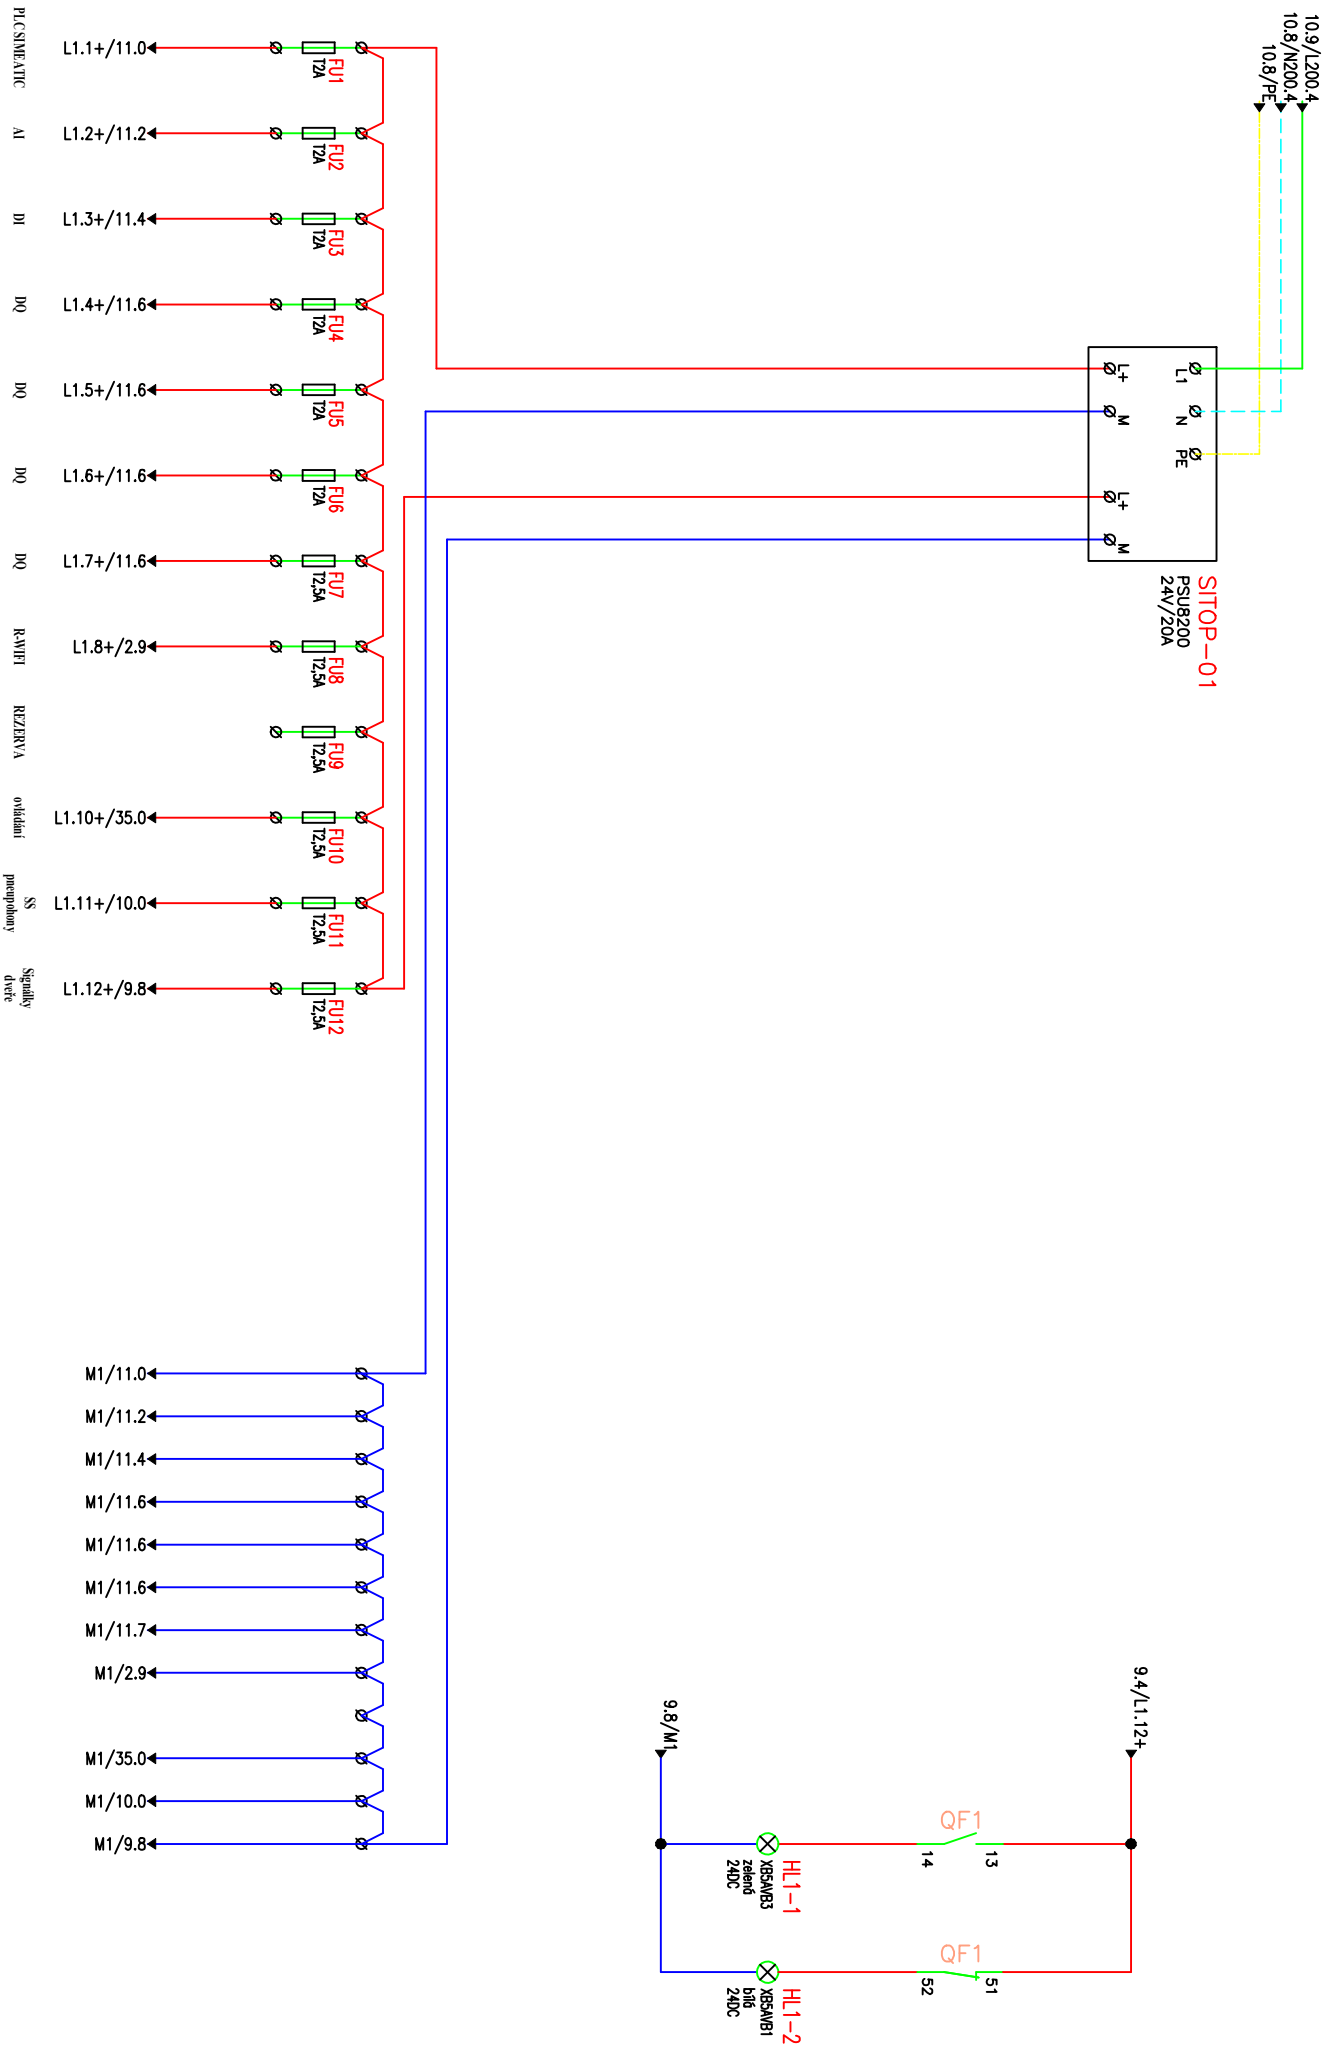 10.9/L200.4
10.8/N200.4
10.8/PE
L1
N
PE
L+
M
L+
M
SITOP-01
PSU8200
24V/20A
FU1
T2A
FU2
T2A
FU3
T2A
FU4
T2A
FU5
T2A
FU6
T2A
FU7
T2,5A
FU8
T2,5A
FU9
T2,5A
FU10
T2,5A
FU11
T2,5A
FU12
T2,5A
L1.1+/11.0
L1.2+/11.2
L1.3+/11.4
L1.4+/11.6
L1.5+/11.6
L1.6+/11.6
L1.7+/11.6
L1.8+/2.9
L1.10+/35.0
L1.11+/10.0
L1.12+/9.8
PLC SIMEATIC
AI
DI
DQ
DQ
DQ
DQ
R-WIFI
REZERVA
ovládání
SS
pneupohony
Signálky
dveře
M1/11.0
M1/11.2
M1/11.4
M1/11.6
M1/11.6
M1/11.6
M1/11.7
M1/2.9
M1/35.0
M1/10.0
M1/9.8
9.4/L1.12+
9.8/M1
QF1
13
14
HL1-1
XB5AVB3
zelená
24DC
QF1
51
52
HL1-2
XB5AVB1
bílá
24DC